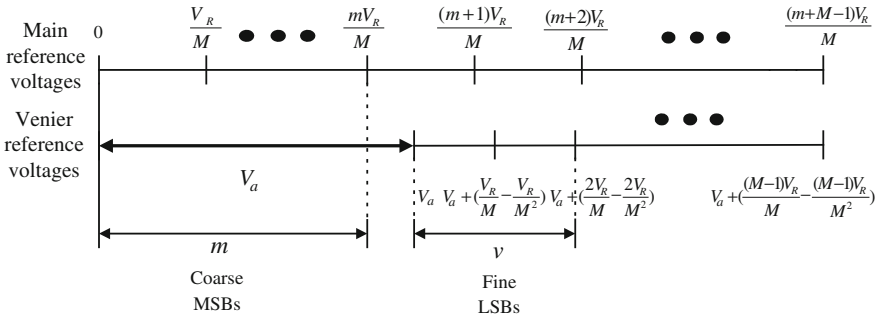 Main
reference
voltages
0
V_R/M
mV_R/M
(m+1)V_R/M
(m+2)V_R/M
(m+M−1)V_R/M
Venier
reference
voltages
V_a
V_a
V_a+(V_R/M−V_R/M²)
V_a+(2V_R/M−2V_R/M²)
V_a+((M−1)V_R/M−(M−1)V_R/M²)
m
v
Coarse
MSBs
Fine
LSBs